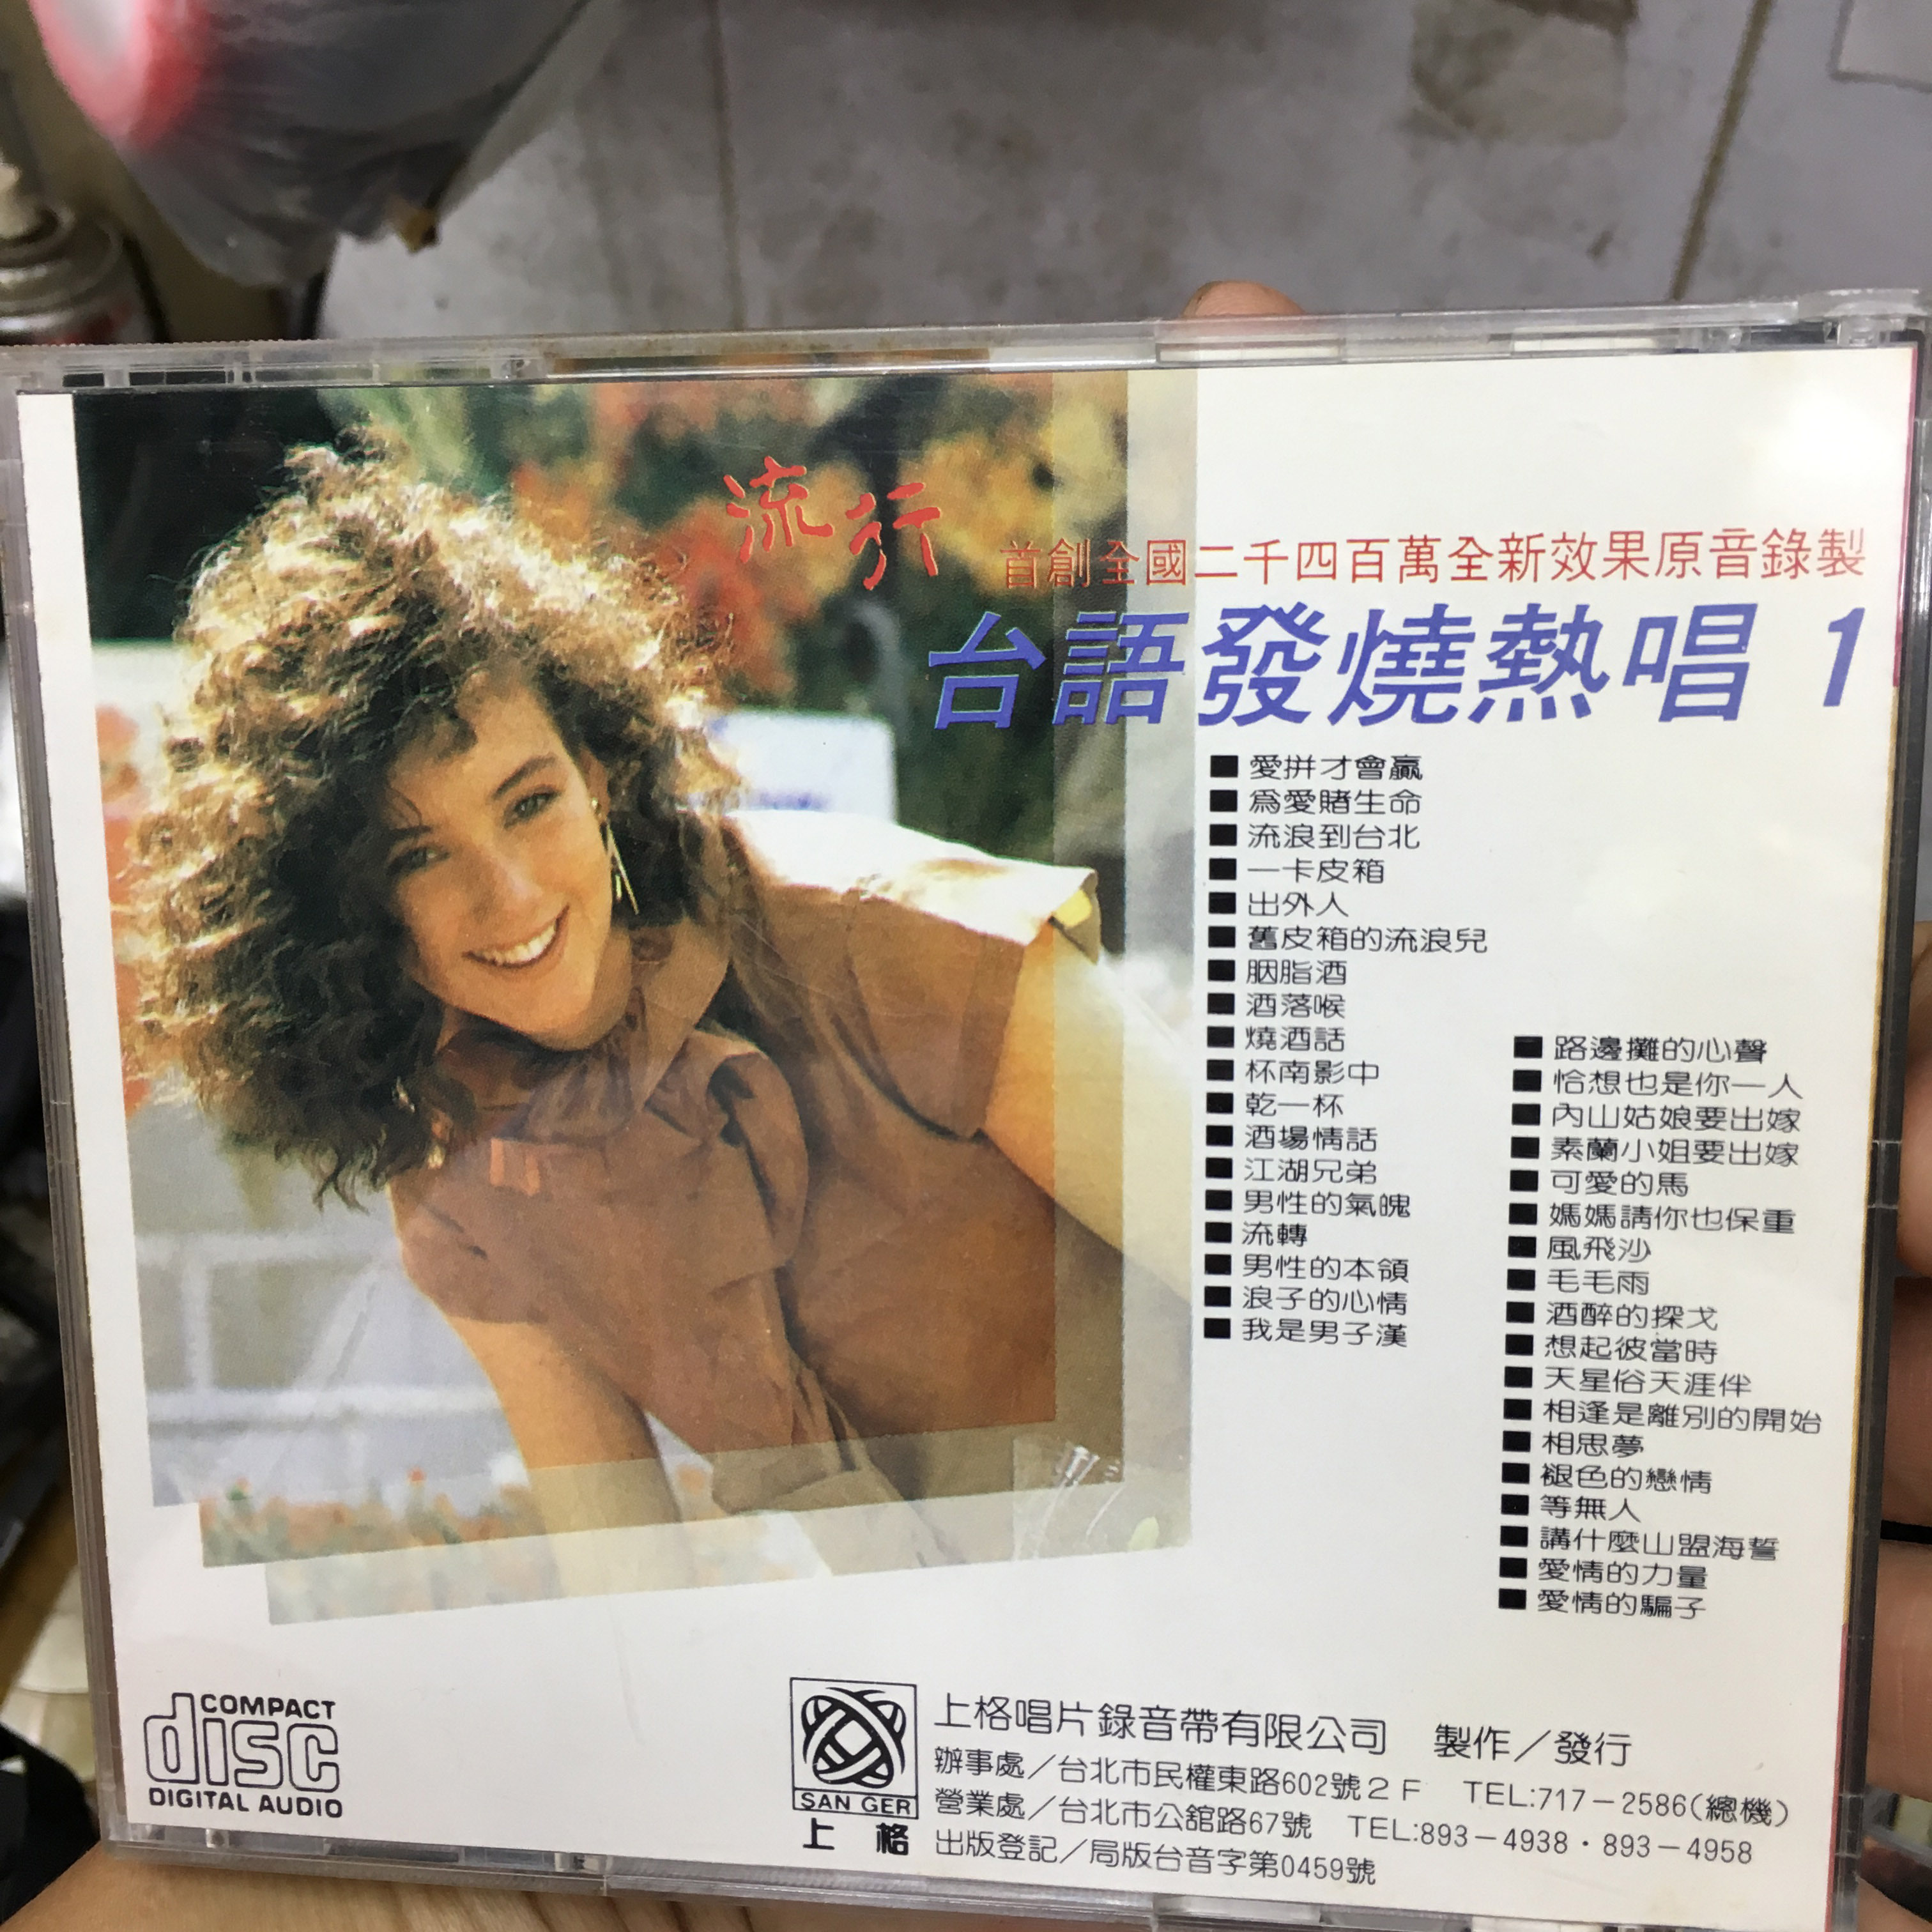 流行
首創全國二千四百萬全新效果原音錄製
台語發燒熱唱 1
■ 愛拼才會贏
■ 為愛賭生命
■ 流浪到台北
■ 一卡皮箱
■ 出外人
■ 舊皮箱的流浪兒
■ 胭脂酒
■ 酒落喉
■ 燒酒話
■ 杯南影中
■ 乾一杯
■ 酒場情話
■ 江湖兄弟
■ 男性的氣魄
■ 流轉
■ 男性的本領
■ 浪子的心情
■ 我是男子漢
■ 路邊攤的心聲
■ 恰想也是你一人
■ 內山姑娘要出嫁
■ 素蘭小姐要出嫁
■ 可愛的馬
■ 媽媽請你也保重
■ 風飛沙
■ 毛毛雨
■ 酒醉的探戈
■ 想起彼當時
■ 天星俗天涯伴
■ 相逢是離別的開始
■ 相思夢
■ 褪色的戀情
■ 等無人
■ 講什麼山盟海誓
■ 愛情的力量
■ 愛情的騙子
COMPACT
disc
DIGITAL AUDIO
SAN GER
上格
上格唱片錄音帶有限公司 製作／發行
辦事處／台北市民權東路602號2F TEL:717－2586(總機)
營業處／台北市公舘路67號 TEL:893－4938・893－4958
出版登記／局版台音字第0459號